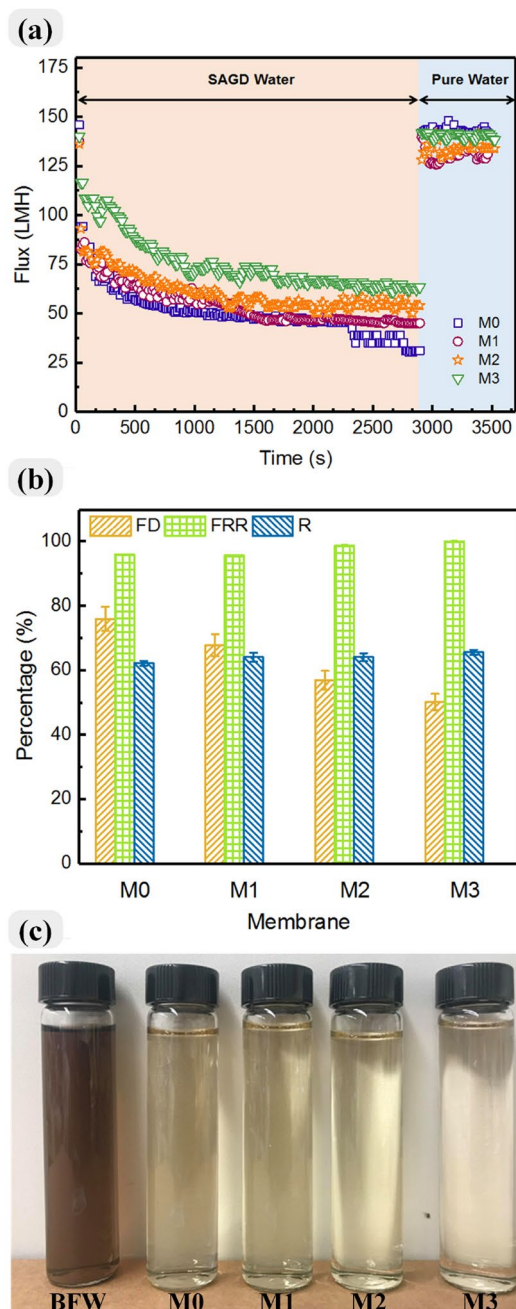 (a)
175
150
125
100
75
50
25
0
Flux (LMH)
SAGD Water
Pure Water
M0
M1
M2
M3
0 500 1000 1500 2000 2500 3000 3500
Time (s)
(b)
FD FRR R
100
80
60
40
20
0
Percentage (%)
M0 M1 M2 M3
Membrane
(c)
BFW M0 M1 M2 M3